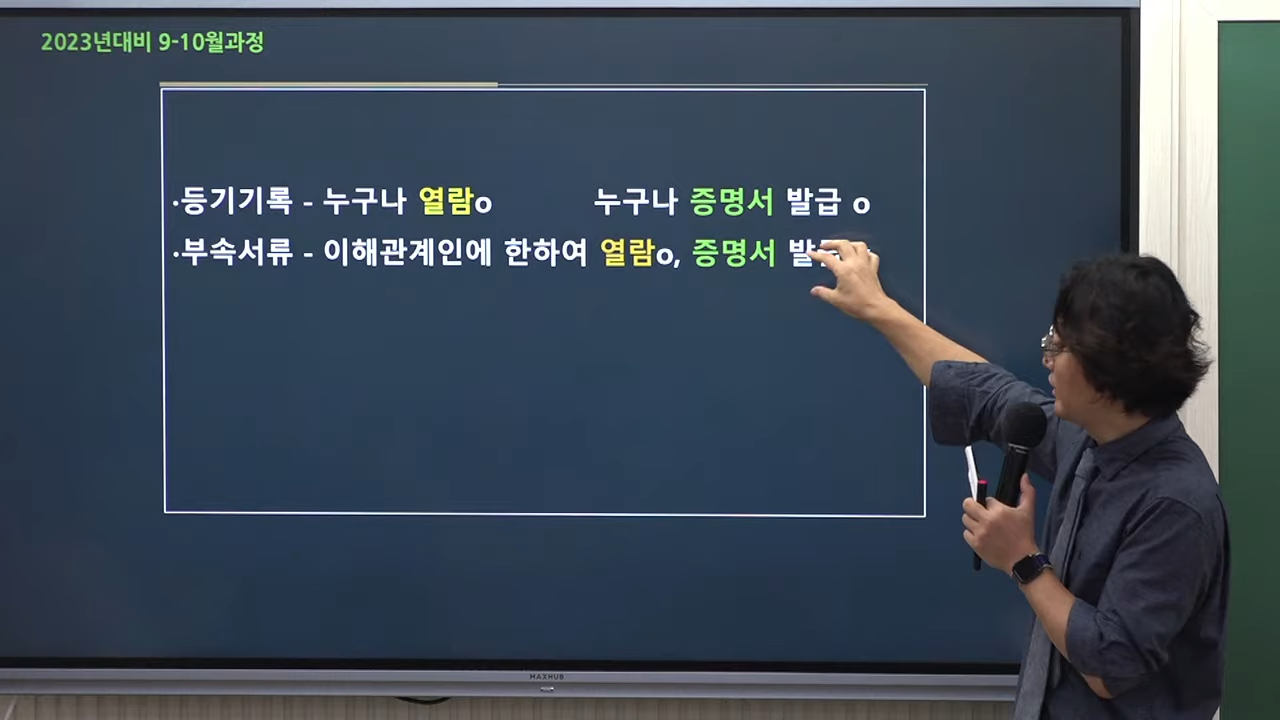 2023년대비 9-10월과정
·등기기록 - 누구나 열람o 누구나 증명서 발급 o
·부속서류 - 이해관계인에 한하여 열람o, 증명서
MAXHUB